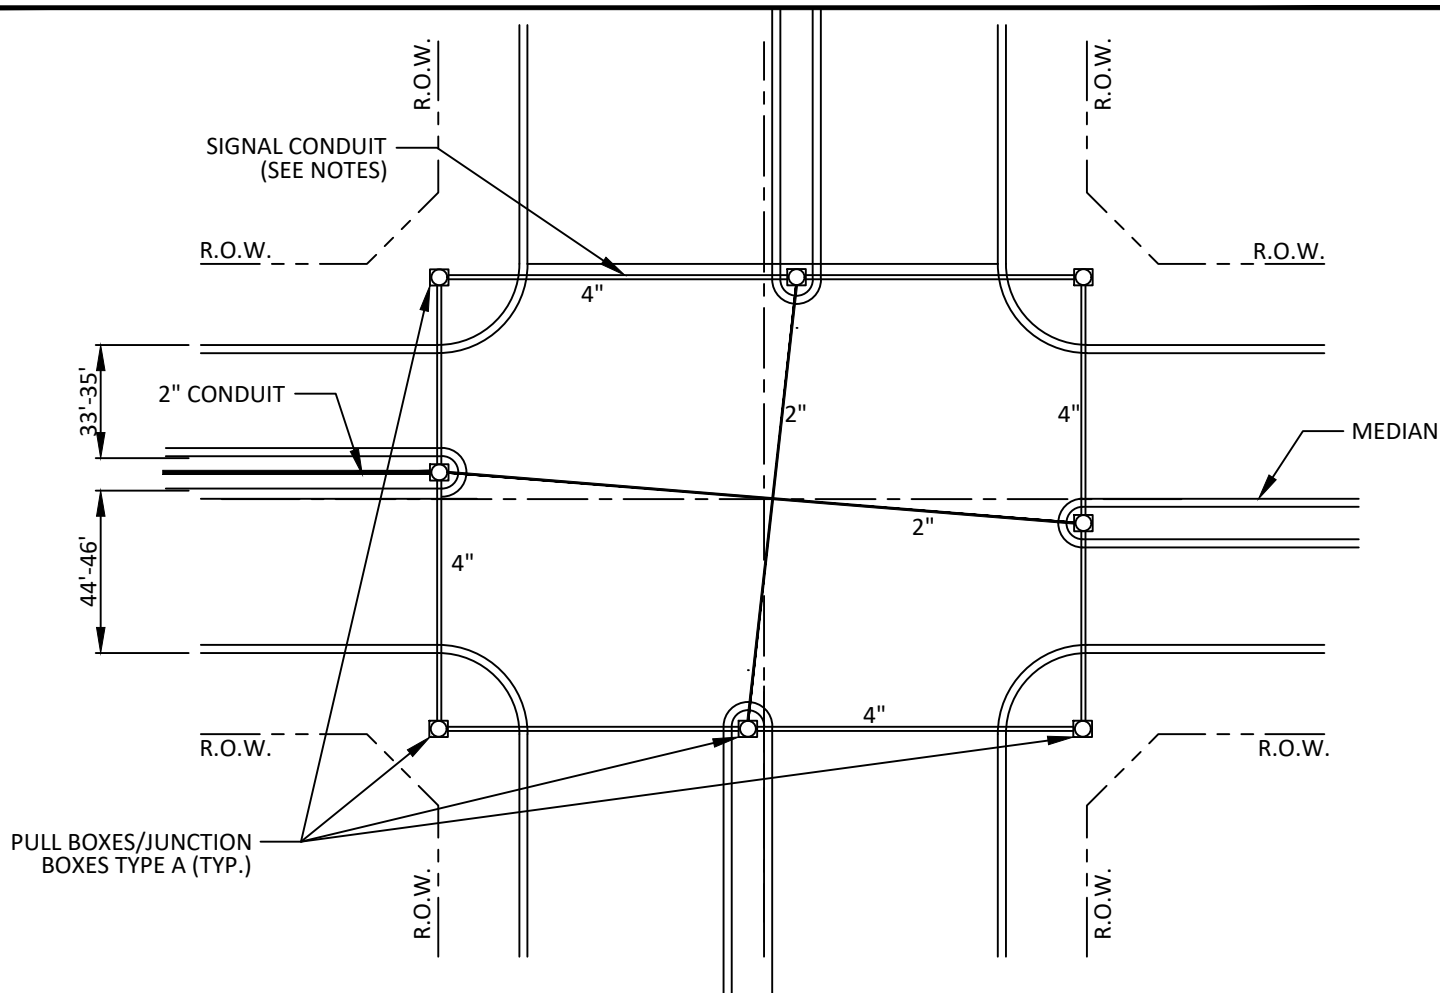 R.O.W.
R.O.W.
SIGNAL CONDUIT
(SEE NOTES)
R.O.W.
R.O.W.
4"
33'-35'
2" CONDUIT
2"
4"
MEDIAN
2"
44'-46'
4"
4"
R.O.W.
R.O.W.
PULL BOXES/JUNCTION
BOXES TYPE A (TYP.)
R.O.W.
R.O.W.